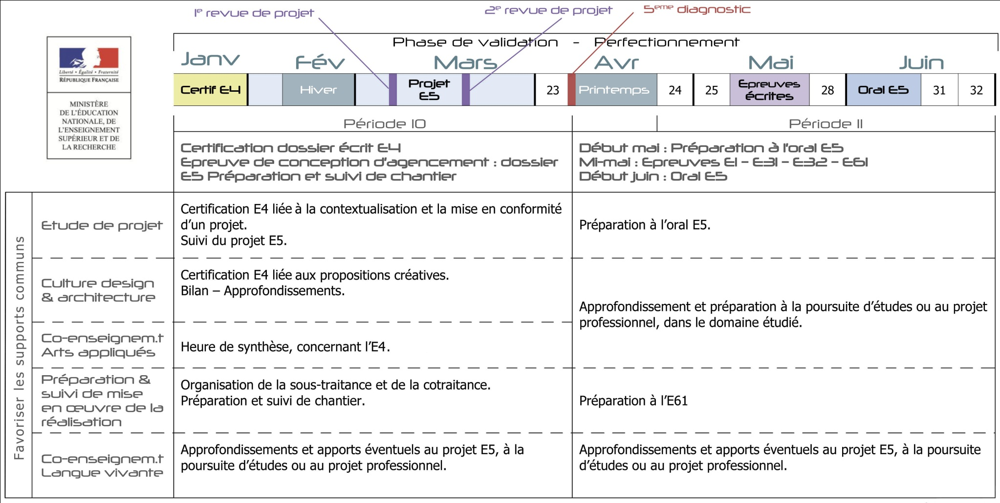 1e revue de projet
2e revue de projet
5eme diagnostic
Phase de validation - Perfectionnement
Janv Fév Mars Avr Mai Juin
Certif E4 Hiver Projet E5 23 Printemps 24 25 Epreuves écrites 28 Oral E5 31 32
Liberté • Égalité • Fraternité
RÉPUBLIQUE FRANÇAISE
MINISTÈRE
DE L'ÉDUCATION
NATIONALE, DE
L'ENSEIGNEMENT
SUPÉRIEUR ET DE
LA RECHERCHE
Période 10
Période 11
Certification dossier écrit E4
Epreuve de conception d'agencement : dossier
E5 Préparation et suivi de chantier
Début mai : Préparation à l'oral E5
Mi-mai : Epreuves E1 – E31 – E32 – E61
Début juin : Oral E5
Favoriser les supports communs
Etude de projet
Certification E4 liée à la contextualisation et la mise en conformité
d'un projet.
Suivi du projet E5.
Préparation à l'oral E5.
Culture design
& architecture
Certification E4 liée aux propositions créatives.
Bilan – Approfondissements.
Approfondissement et préparation à la poursuite d'études ou au projet
professionnel, dans le domaine étudié.
Co-enseignem.t
Arts appliqués
Heure de synthèse, concernant l'E4.
Préparation &
suivi de mise
en œuvre de la
réalisation
Organisation de la sous-traitance et de la cotraitance.
Préparation et suivi de chantier.
Préparation à l'E61
Co-enseignem.t
Langue vivante
Approfondissements et apports éventuels au projet E5, à la
poursuite d'études ou au projet professionnel.
Approfondissements et apports éventuels au projet E5, à la poursuite
d'études ou au projet professionnel.